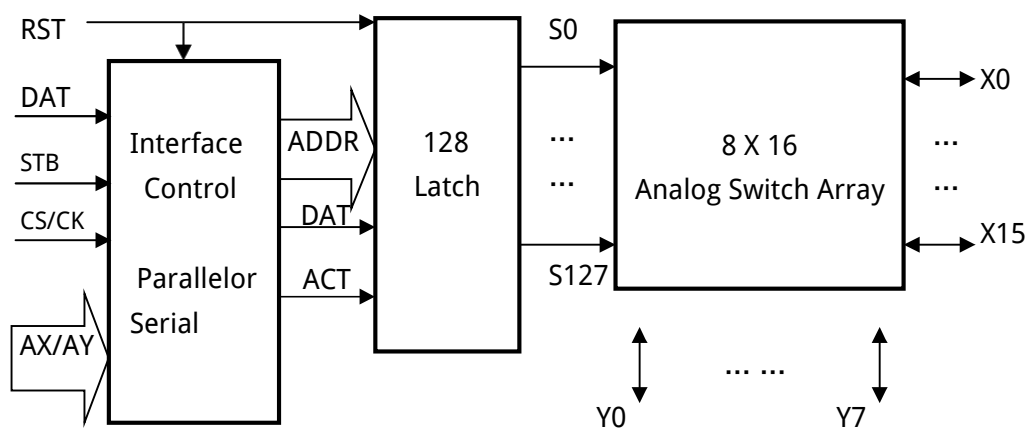 RST
DAT
STB
CS/CK
AX/AY
Interface
Control
Parallelor
Serial
ADDR
DAT
ACT
128
Latch
S0
...
...
S127
8 X 16
Analog Switch Array
X0
...
...
X15
Y0
... ...
Y7